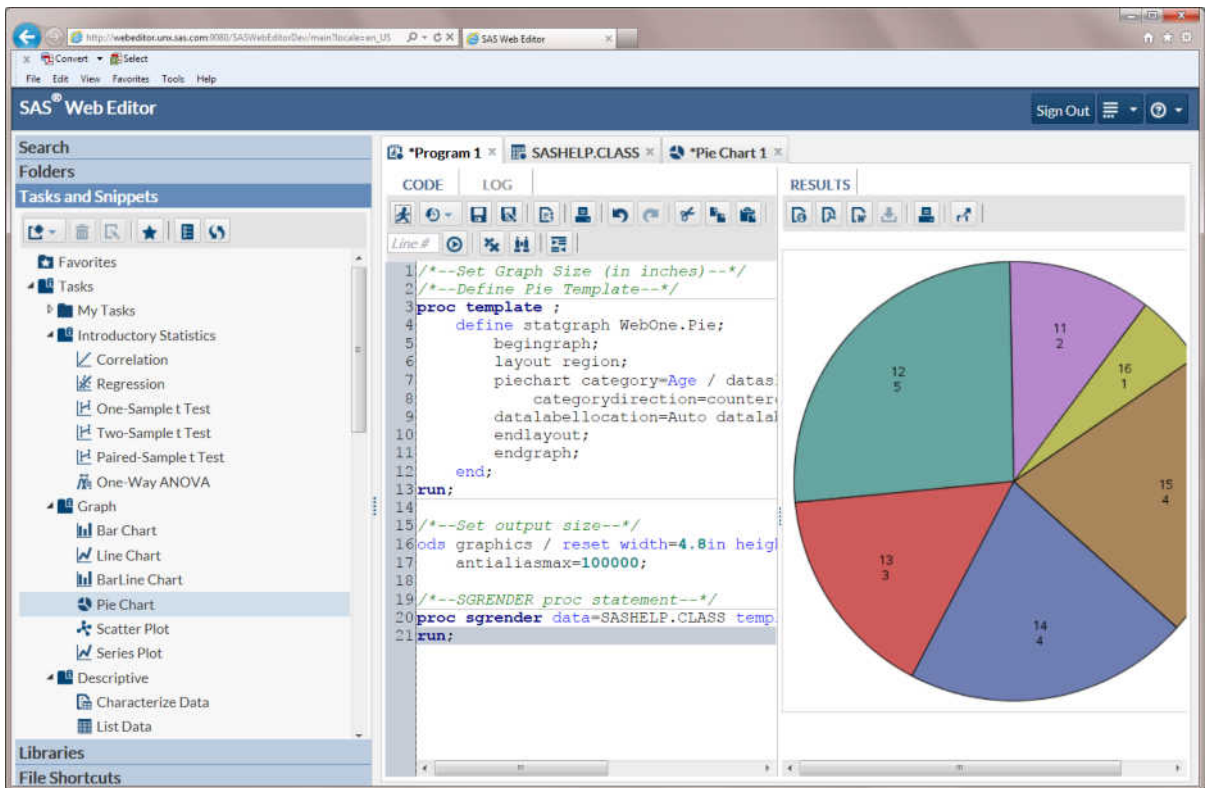 http://webeditor.unx.sas.com:9080/SASWebEditorDev/main?locale=en_US
SAS Web Editor
Convert
Select
File Edit View Favorites Tools Help
SAS® Web Editor
Sign Out
Search
Folders
Tasks and Snippets
Favorites
Tasks
My Tasks
Introductory Statistics
Correlation
Regression
One-Sample t Test
Two-Sample t Test
Paired-Sample t Test
One-Way ANOVA
Graph
Bar Chart
Line Chart
BarLine Chart
Pie Chart
Scatter Plot
Series Plot
Descriptive
Characterize Data
List Data
Libraries
File Shortcuts
*Program 1
SASHELP.CLASS
*Pie Chart 1
CODE LOG
Line #
1 /*--Set Graph Size (in inches)--*/
2 /*--Define Pie Template--*/
3 proc template ;
4 define statgraph WebOne.Pie;
5 begingraph;
6 layout region;
7 piechart category=Age / datas
8 categorydirection=counter
9 datalabellocation=Auto datala
10 endlayout;
11 endgraph;
12 end;
13 run;
14
15 /*--Set output size--*/
16 ods graphics / reset width=4.8in heig
17 antialiasmax=100000;
18
19 /*--SGRENDER proc statement--*/
20 proc sgrender data=SASHELP.CLASS temp
21 run;
RESULTS
11
2
16
1
12
5
15
4
13
3
14
4